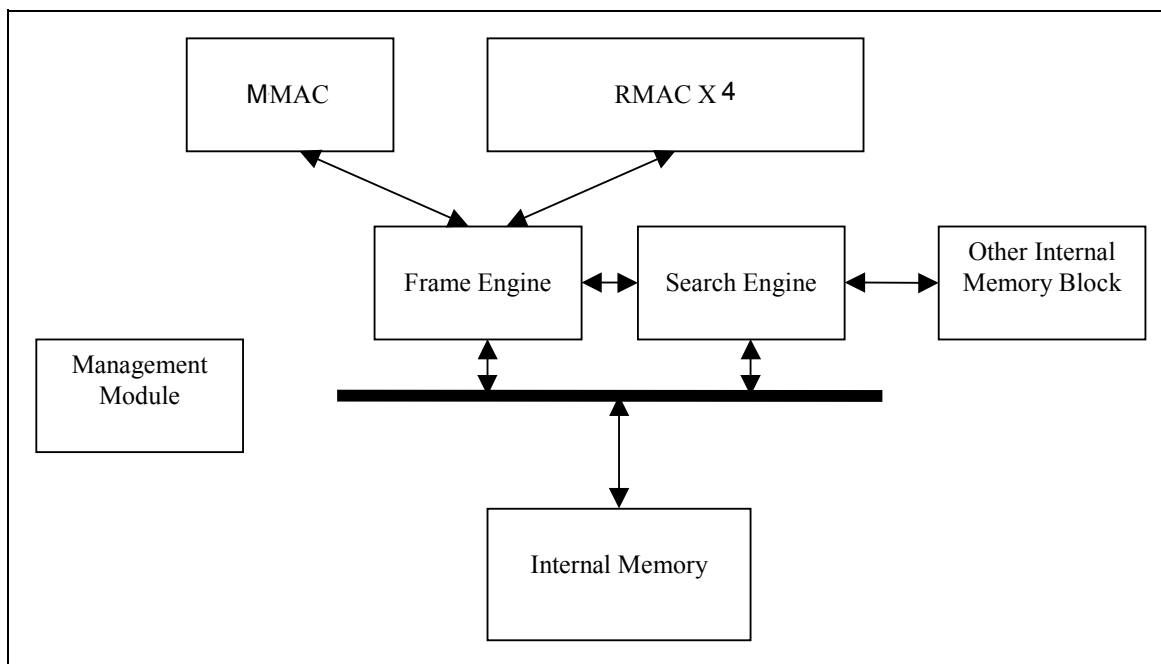 MMAC
RMAC X 4
Frame Engine
Search Engine
Other Internal
Memory Block
Management
Module
Internal Memory